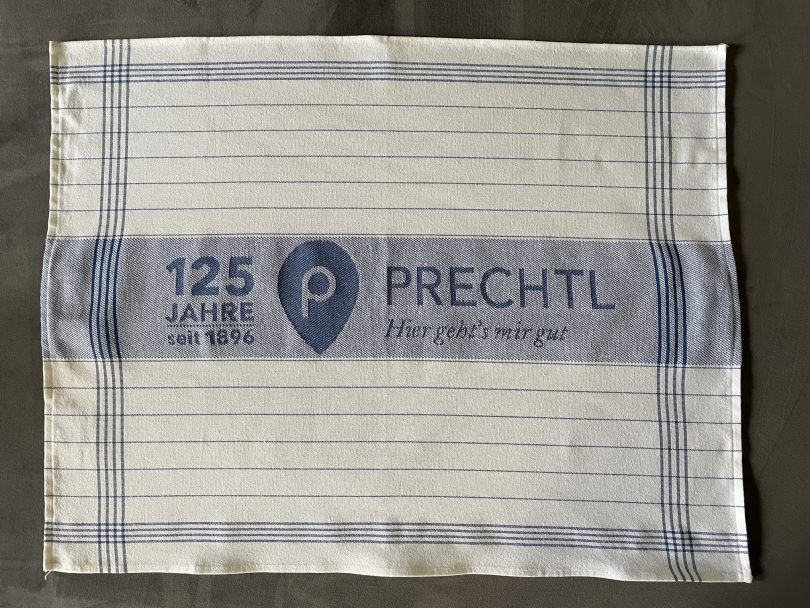 125
JAHRE
seit 1896
P
PRECHTL
Hier geht's mir gut